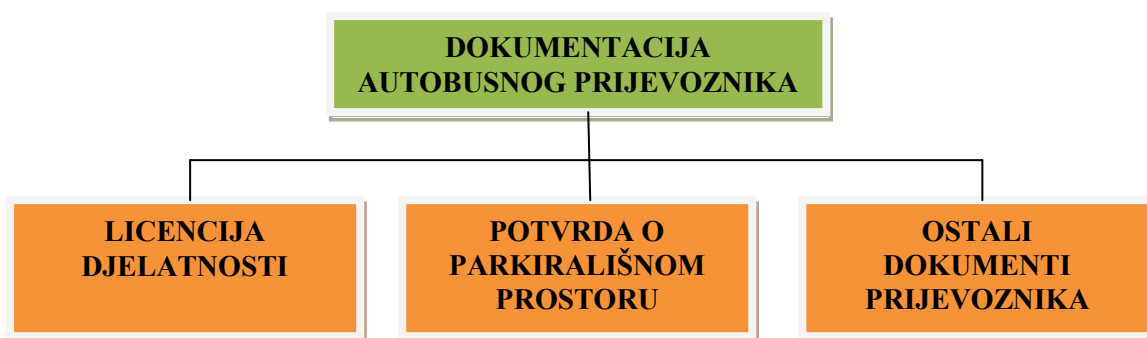 DOKUMENTACIJA
AUTOBUSNOG PRIJEVOZNIKA
LICENCIJA
DJELATNOSTI
POTVRDA O
PARKIRALIŠNOM
PROSTORU
OSTALI
DOKUMENTI
PRIJEVOZNIKA